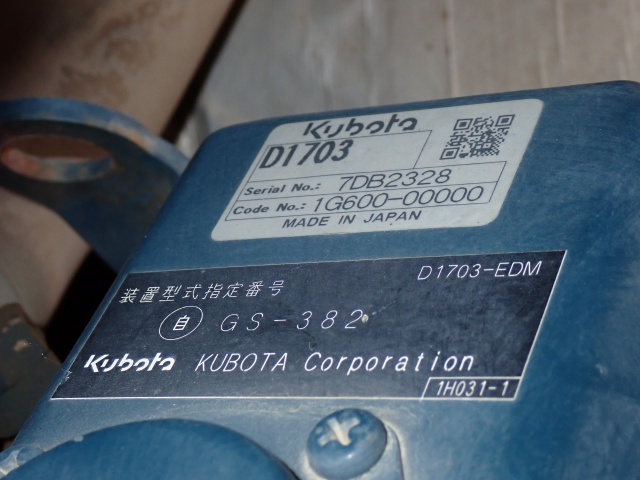 Kubota
D1703
Serial No.: 7DB2328
Code No.: 1G600-00000
MADE IN JAPAN
D1703-EDM
装置型式指定番号
自 GS-382
Kubota KUBOTA Corporation
1H031-1